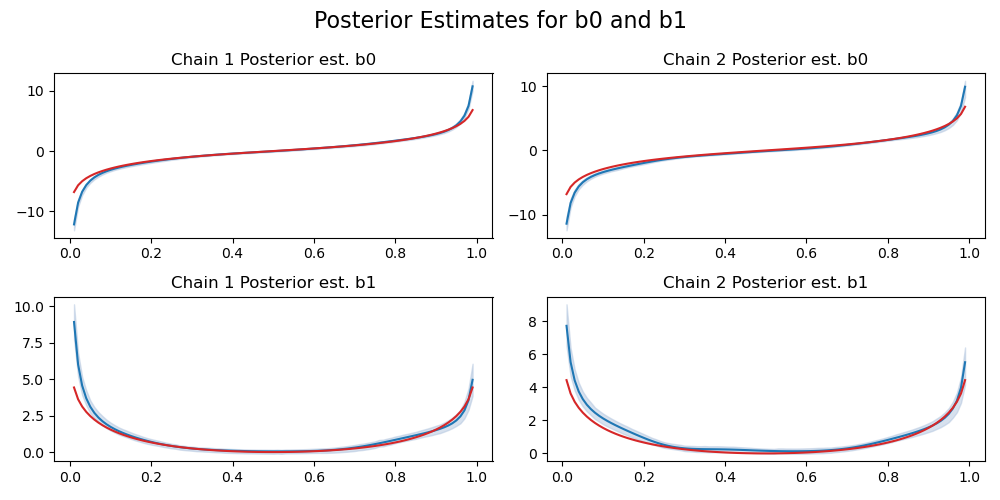 Posterior Estimates for b0 and b1
Chain 1 Posterior est. b0
10
0
−10
0.0 0.2 0.4 0.6 0.8 1.0
Chain 2 Posterior est. b0
10
0
−10
0.0 0.2 0.4 0.6 0.8 1.0
Chain 1 Posterior est. b1
10.0
7.5
5.0
2.5
0.0
0.0 0.2 0.4 0.6 0.8 1.0
Chain 2 Posterior est. b1
8
6
4
2
0
0.0 0.2 0.4 0.6 0.8 1.0